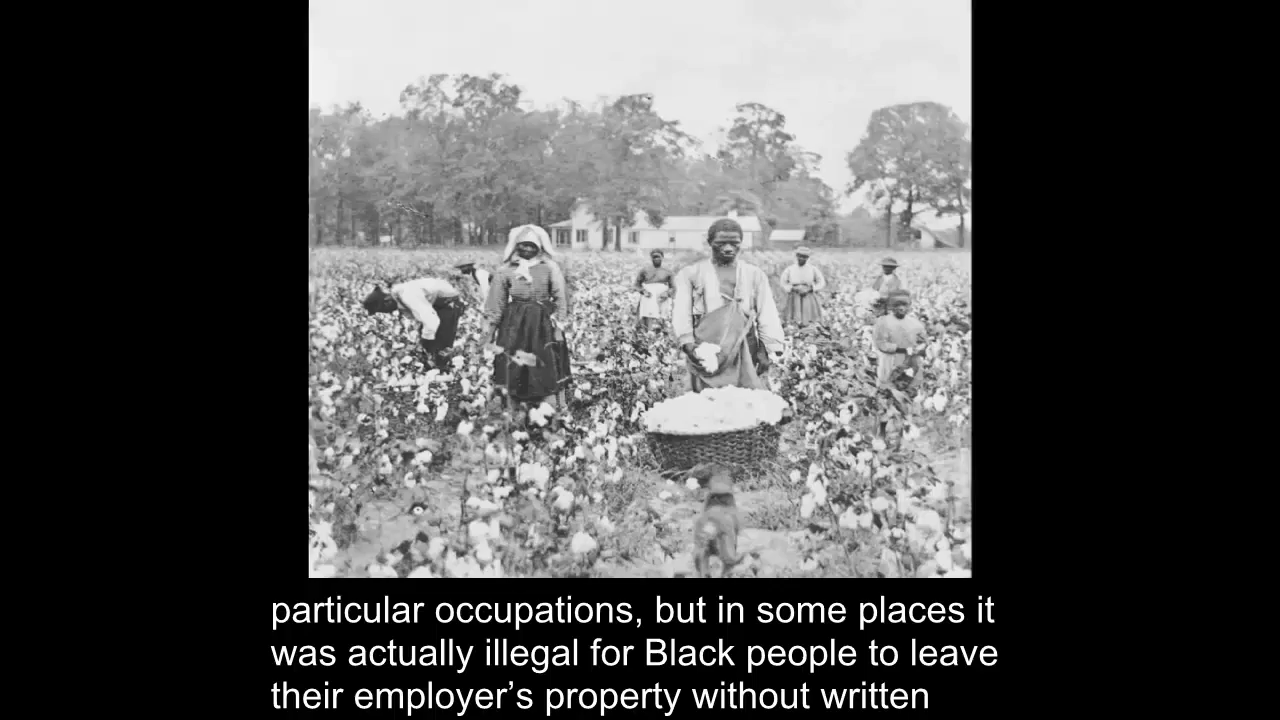 particular occupations, but in some places it
was actually illegal for Black people to leave
their employer’s property without written